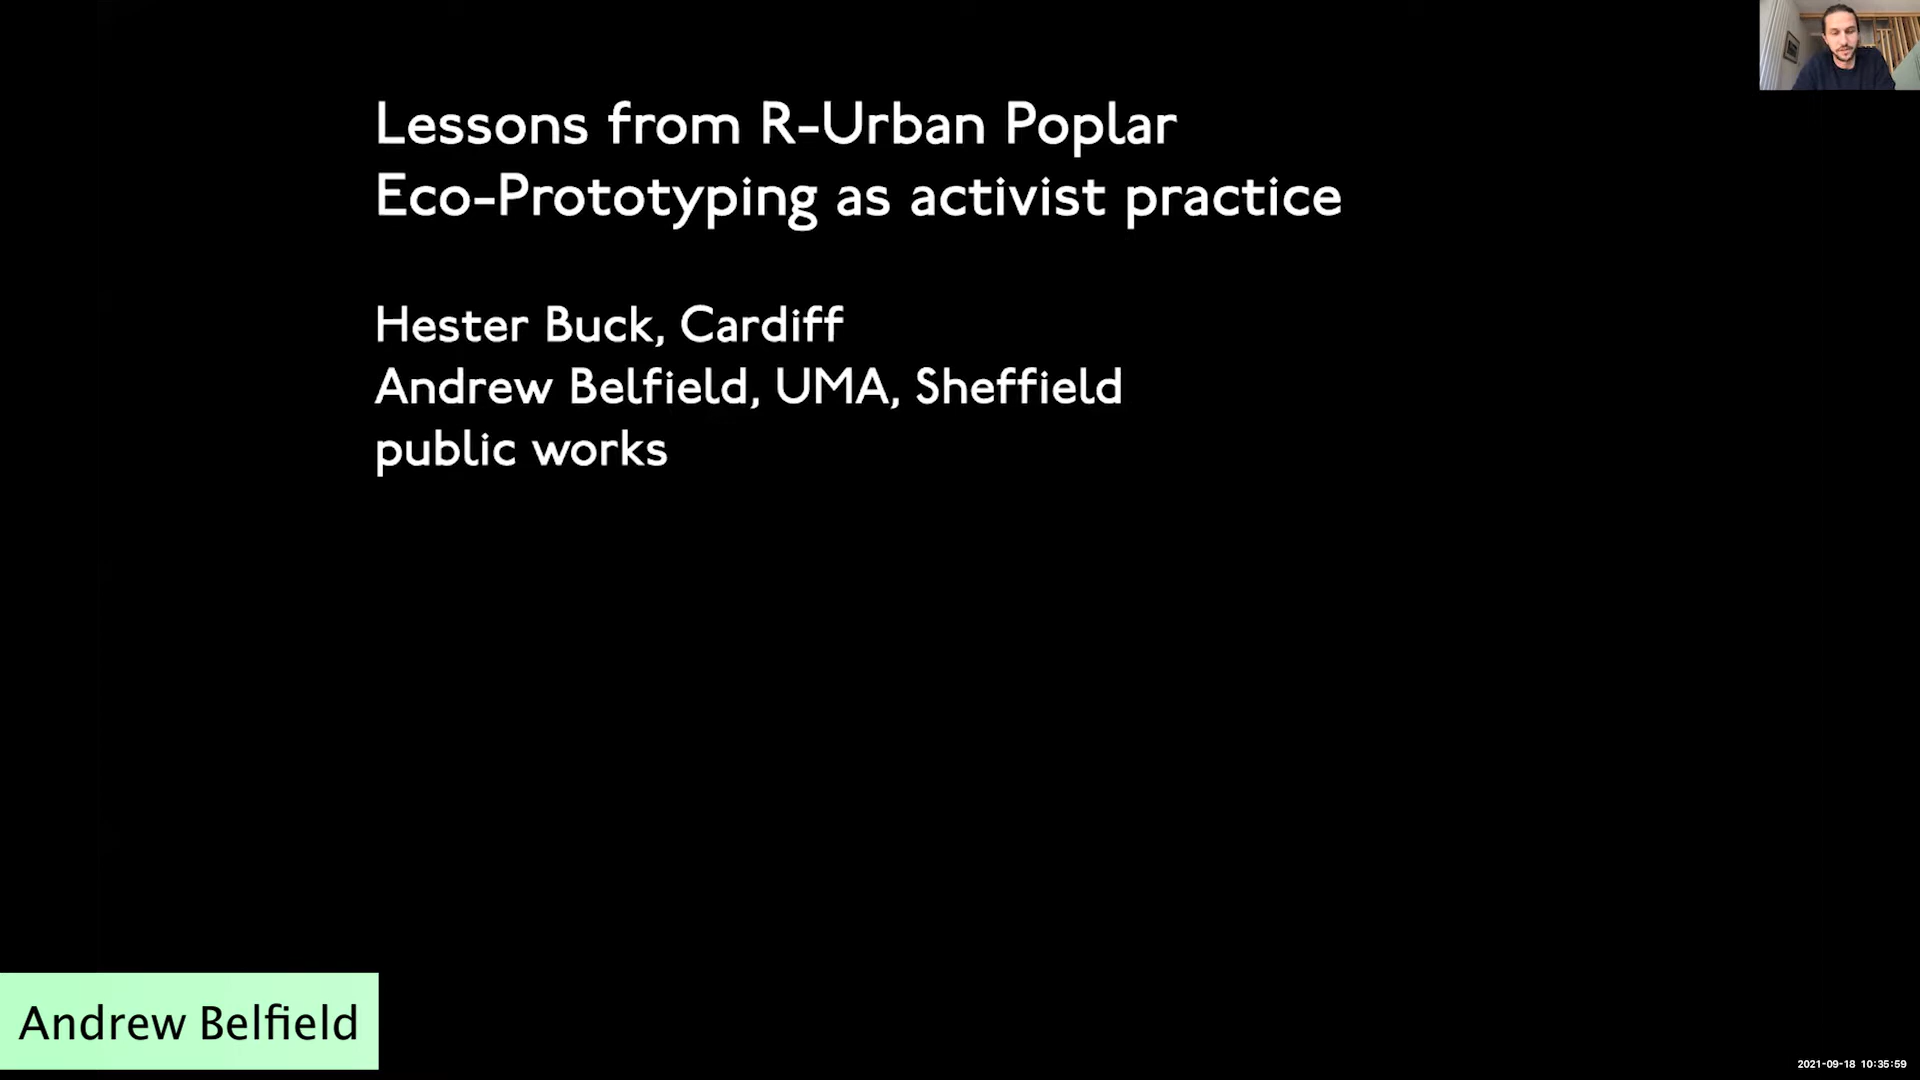 Lessons from R-Urban Poplar
Eco-Prototyping as activist practice
Hester Buck, Cardiff
Andrew Belfield, UMA, Sheffield
public works
Andrew Belfield
2021-09-18 10:35:59